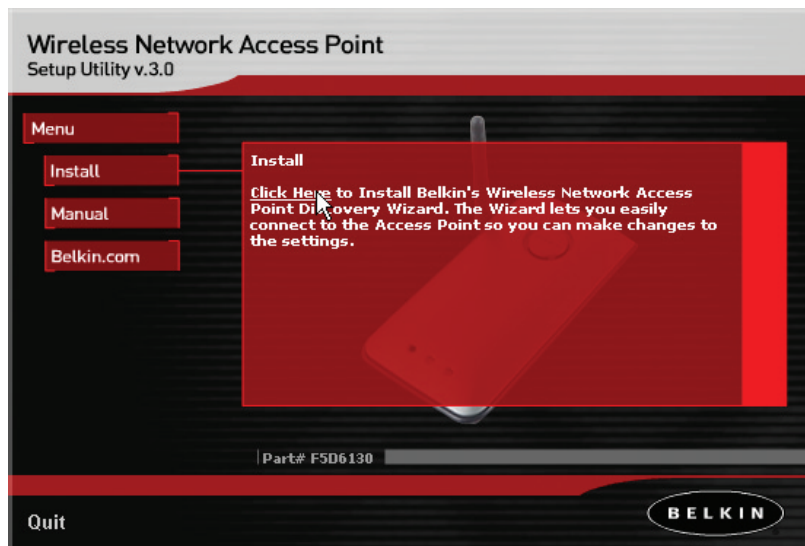 Wireless Network Access Point
Setup Utility v.3.0
Menu
Install
Manual
Belkin.com
Install
Click Here to Install Belkin's Wireless Network Access
Point Discovery Wizard. The Wizard lets you easily
connect to the Access Point so you can make changes to
the settings.
Part# F5D6130
Quit
BELKIN